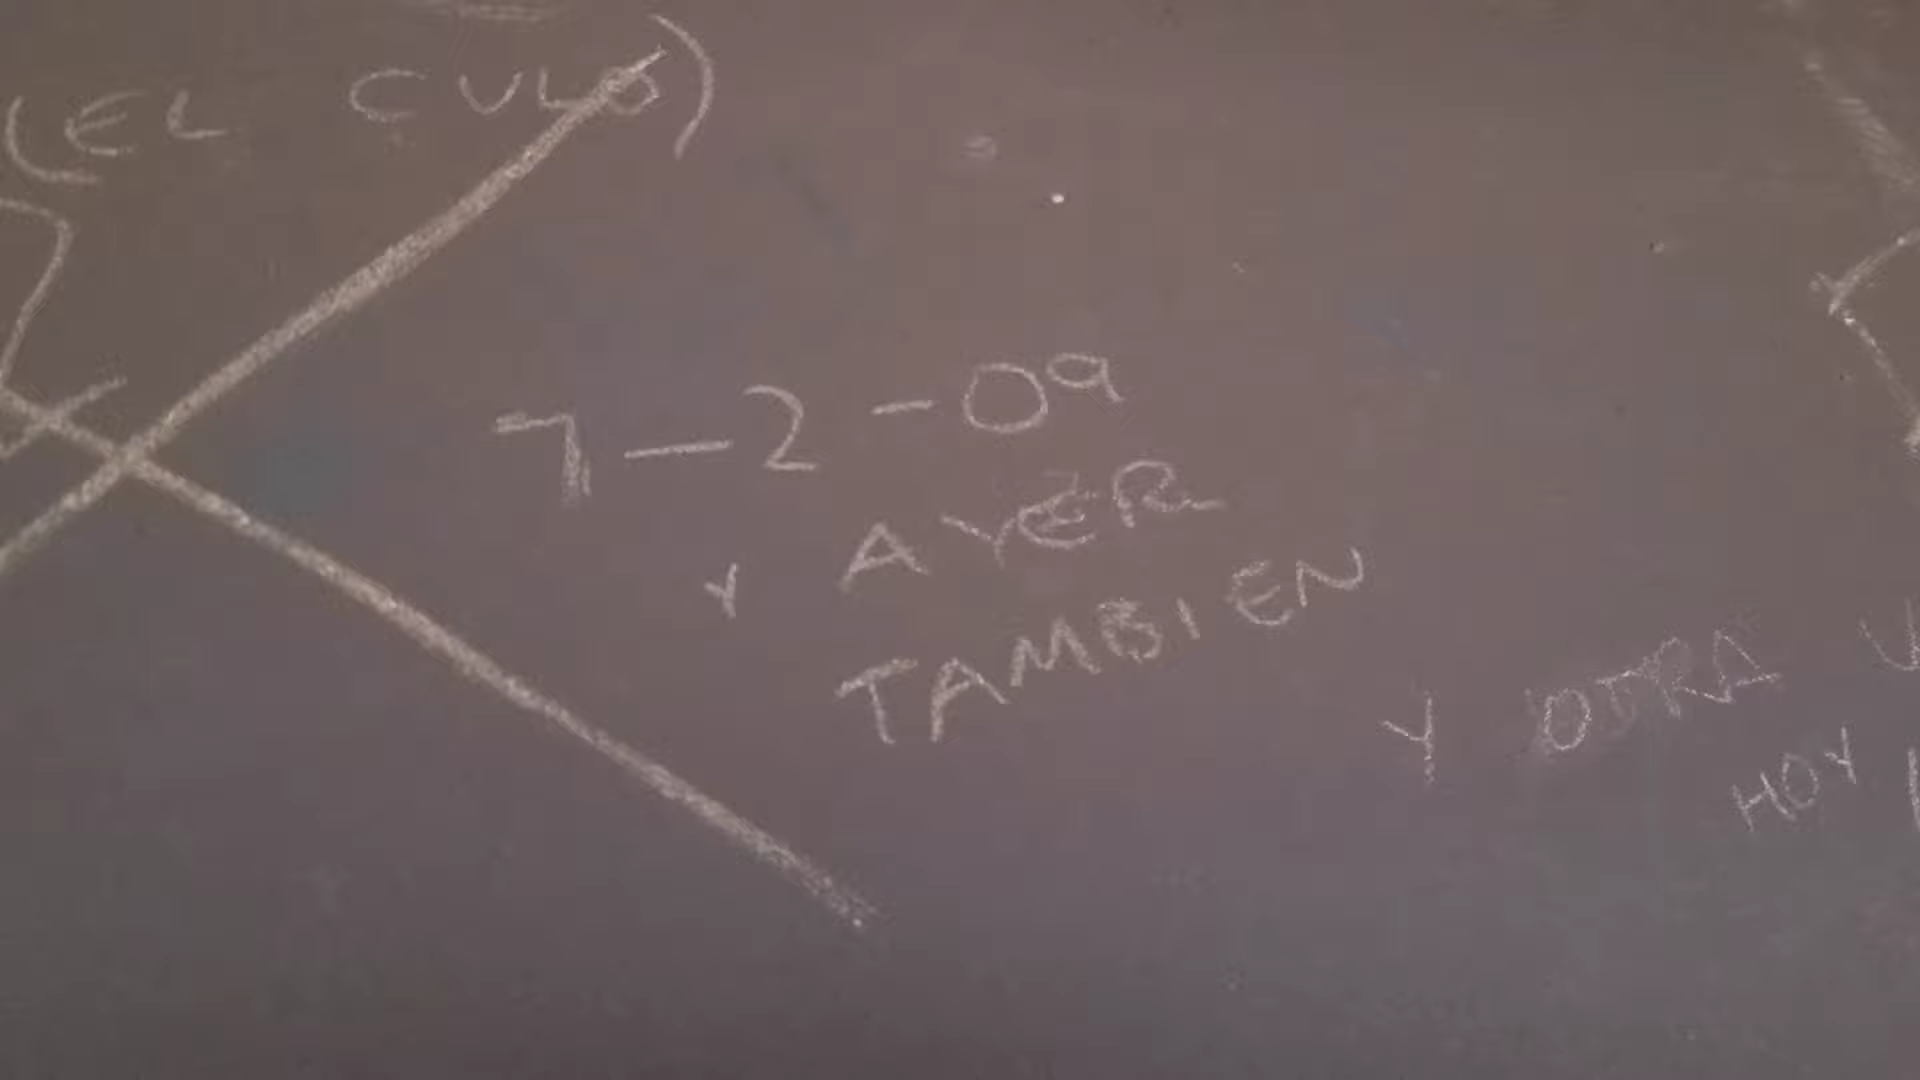 (EL CULO)
7-2-09
Y AYER
TAMBIEN
Y OTRA
HOY